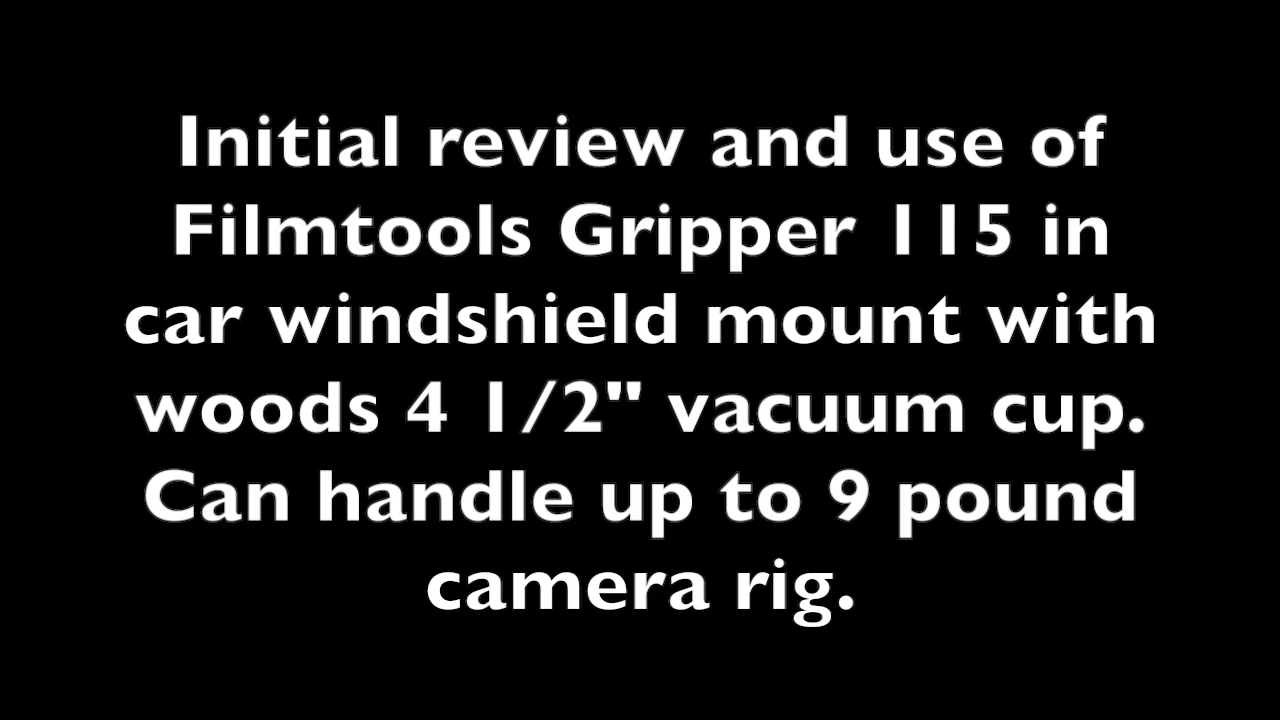 Initial review and use of
Filmtools Gripper 115 in
car windshield mount with
woods 4 1/2" vacuum cup.
Can handle up to 9 pound
camera rig.